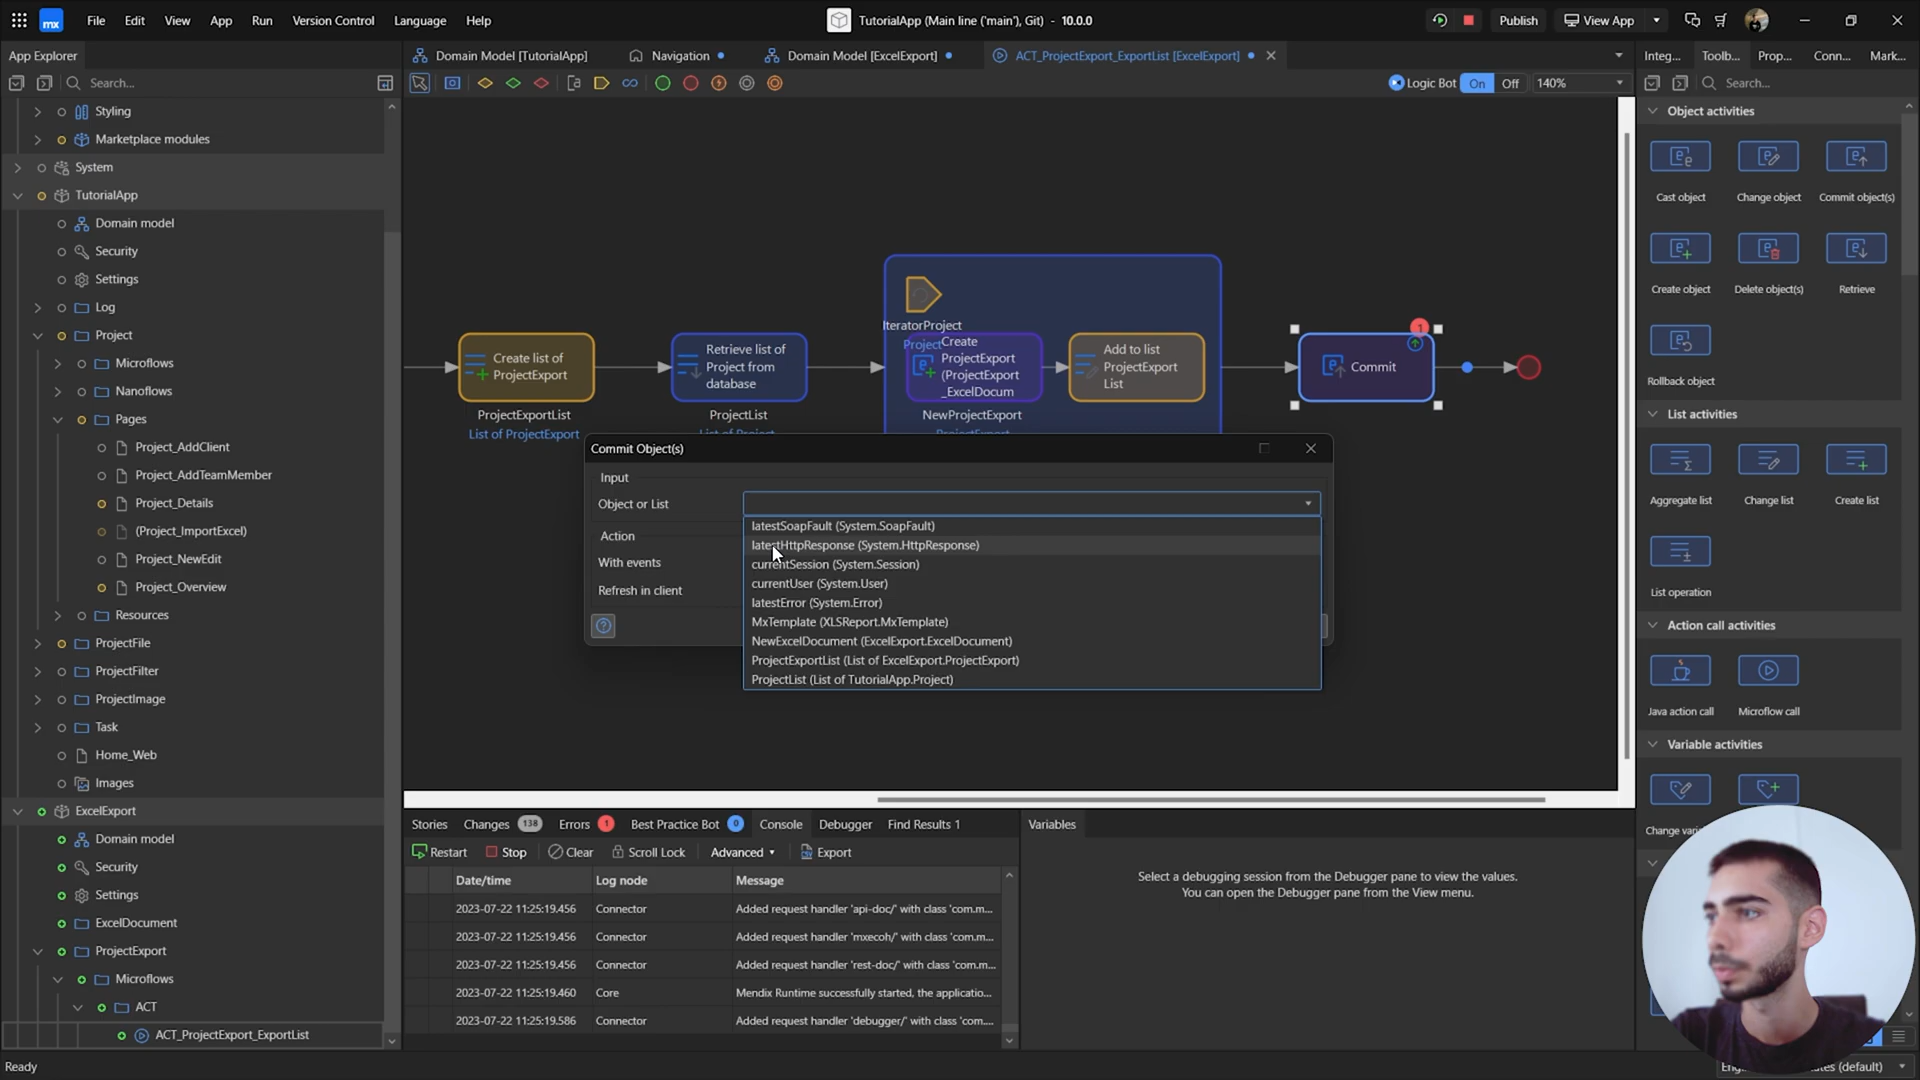 mx File Edit View App Run Version Control Language Help
TutorialApp (Main line ('main'), Git) - 10.0.0
Publish View App
App Explorer
Search...
Styling
Marketplace modules
System
TutorialApp
Domain model
Security
Settings
Log
Project
Microflows
Nanoflows
Pages
Project_AddClient
Project_AddTeamMember
Project_Details
(Project_ImportExcel)
Project_NewEdit
Project_Overview
Resources
ProjectFile
ProjectFilter
ProjectImage
Task
Home_Web
Images
ExcelExport
Domain model
Security
Settings
ExcelDocument
ProjectExport
Microflows
ACT
ACT_ProjectExport_ExportList
Ready
Domain Model [TutorialApp] Navigation Domain Model [ExcelExport] ACT_ProjectExport_ExportList [ExcelExport]
Logic Bot On Off 140%
Create list of
ProjectExport
ProjectExportList
List of ProjectExport
Retrieve list of
Project from
database
ProjectList
List of Project
IteratorProject
Project
Create
ProjectExport
(ProjectExport
_ExcelDocum
NewProjectExport
ProjectExport
Add to list
ProjectExport
List
1
Commit
Commit Object(s)
Input
Object or List
Action
With events
Refresh in client
latestSoapFault (System.SoapFault)
latestHttpResponse (System.HttpResponse)
currentSession (System.Session)
currentUser (System.User)
latestError (System.Error)
MxTemplate (XLSReport.MxTemplate)
NewExcelDocument (ExcelExport.ExcelDocument)
ProjectExportList (List of ExcelExport.ProjectExport)
ProjectList (List of TutorialApp.Project)
Stories Changes 138 Errors 1 Best Practice Bot 0 Console Debugger Find Results 1
Restart Stop Clear Scroll Lock Advanced Export
Date/time Log node Message
2023-07-22 11:25:19.456 Connector Added request handler 'api-doc/' with class 'com.m...
2023-07-22 11:25:19.456 Connector Added request handler 'mxecoh/' with class 'com.m...
2023-07-22 11:25:19.456 Connector Added request handler 'rest-doc/' with class 'com.m...
2023-07-22 11:25:19.460 Core Mendix Runtime successfully started, the applicatio...
2023-07-22 11:25:19.586 Connector Added request handler 'debugger/' with class 'com....
Variables
Select a debugging session from the Debugger pane to view the values.
You can open the Debugger pane from the View menu.
Integ... Toolb... Prop... Conn... Mark...
Search...
Object activities
Cast object Change object Commit object(s)
Create object Delete object(s) Retrieve
Rollback object
List activities
Aggregate list Change list Create list
List operation
Action call activities
Java action call Microflow call
Variable activities
Change vari
(default)